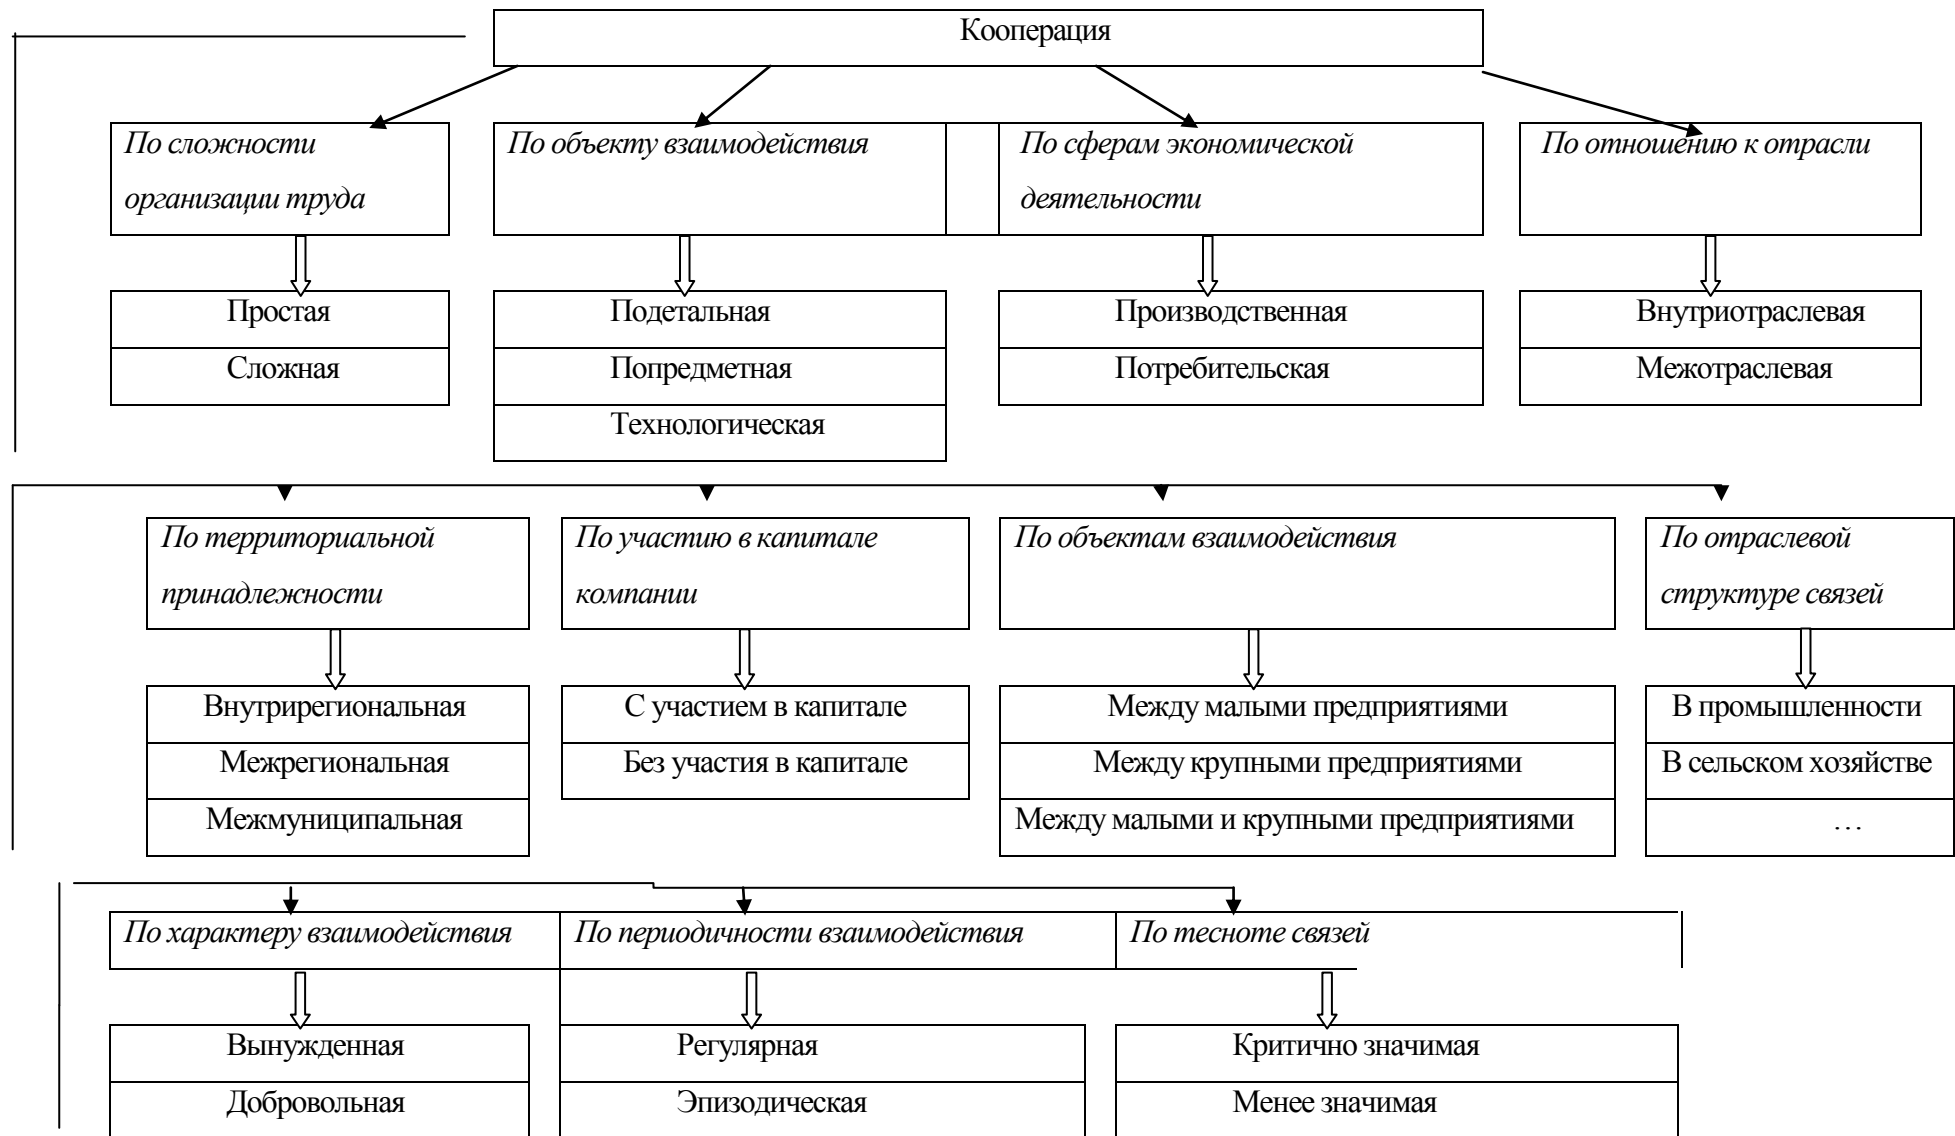 Кооперация
По сложности
организации труда
По объекту взаимодействия
По сферам экономической
деятельности
По отношению к отрасли
Простая
Сложная
Подетальная
Попредметная
Технологическая
Производственная
Потребительская
Внутриотраслевая
Межотраслевая
По территориальной
принадлежности
По участию в капитале
компании
По объектам взаимодействия
По отраслевой
структуре связей
Внутрирегиональная
Межрегиональная
Межмуниципальная
С участием в капитале
Без участия в капитале
Между малыми предприятиями
Между крупными предприятиями
Между малыми и крупными предприятиями
В промышленности
В сельском хозяйстве
…
По характеру взаимодействия
По периодичности взаимодействия
По тесноте связей
Вынужденная
Добровольная
Регулярная
Эпизодическая
Критично значимая
Менее значимая